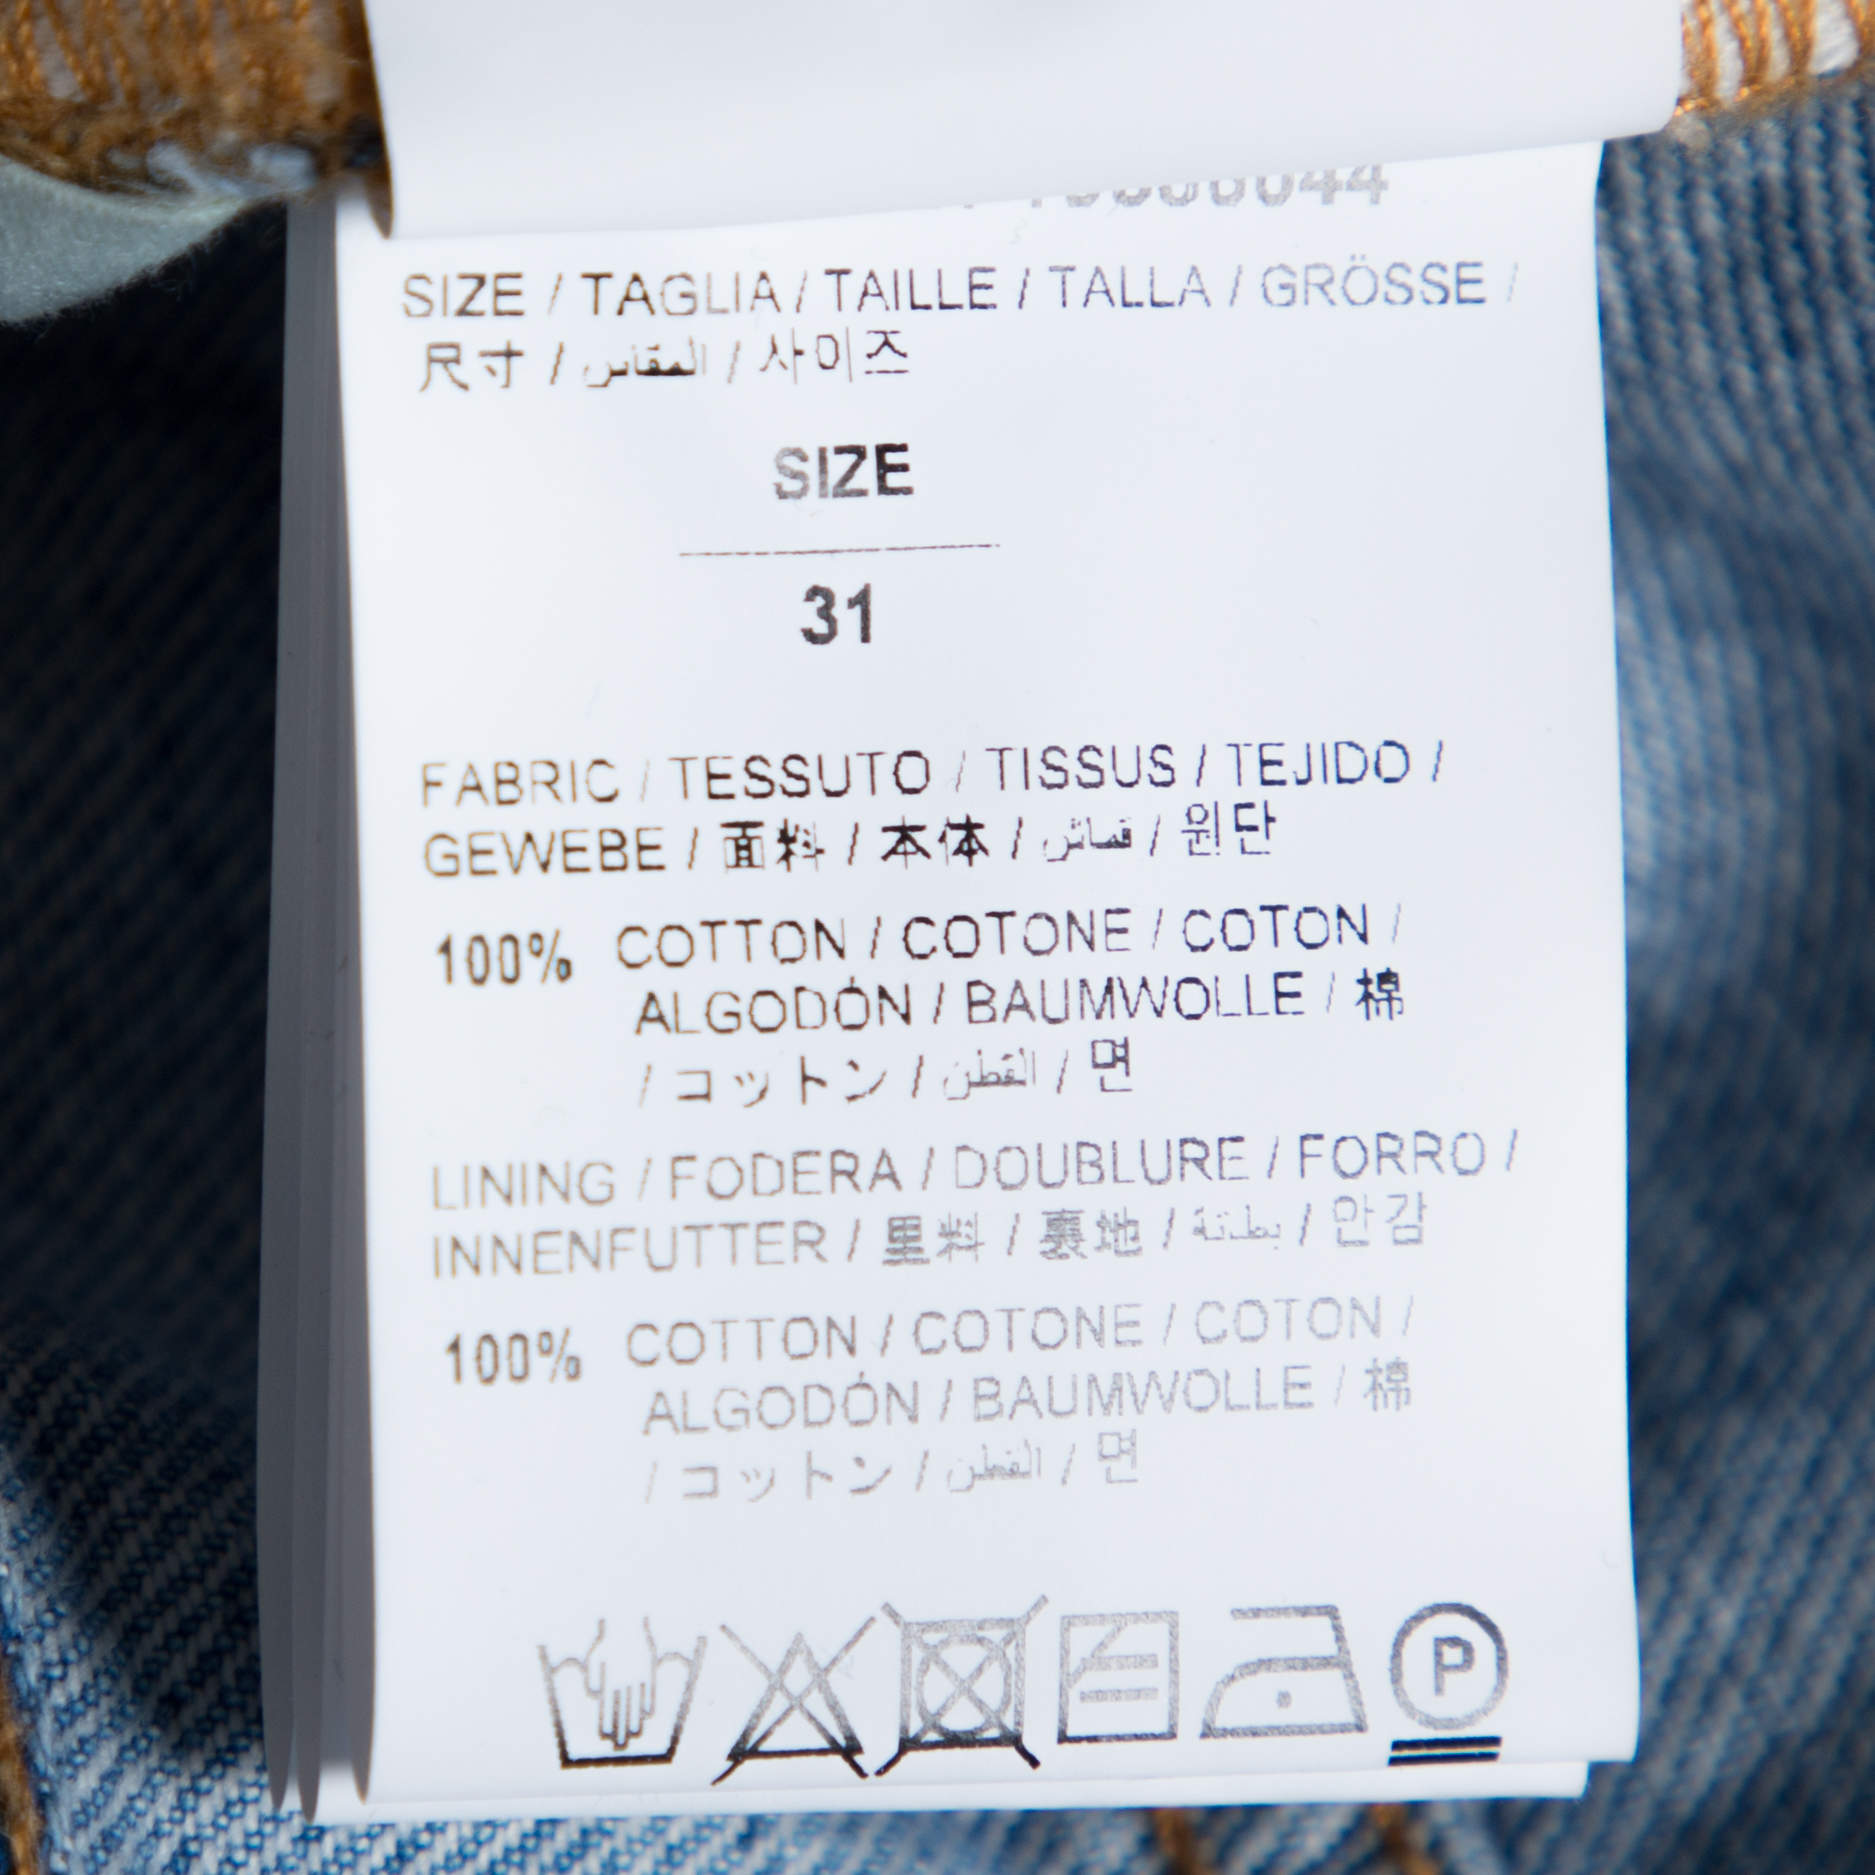 SIZE / TAGLIA / TAILLE / TALLA / GRÖSSE /
尺寸 / المقاس / 사이즈
SIZE
31
FABRIC / TESSUTO / TISSUS / TEJIDO /
GEWEBE / 面料 / 本体 / قماش / 원단
100% COTTON / COTONE / COTON /
ALGODÓN / BAUMWOLLE / 棉
/ コットン / القطن / 면
LINING / FODERA / DOUBLURE / FORRO /
INNENFUTTER / 里料 / 裏地 / بطانة / 안감
100% COTTON / COTONE / COTON /
ALGODÓN / BAUMWOLLE / 棉
/ コットン / القطن / 면
P